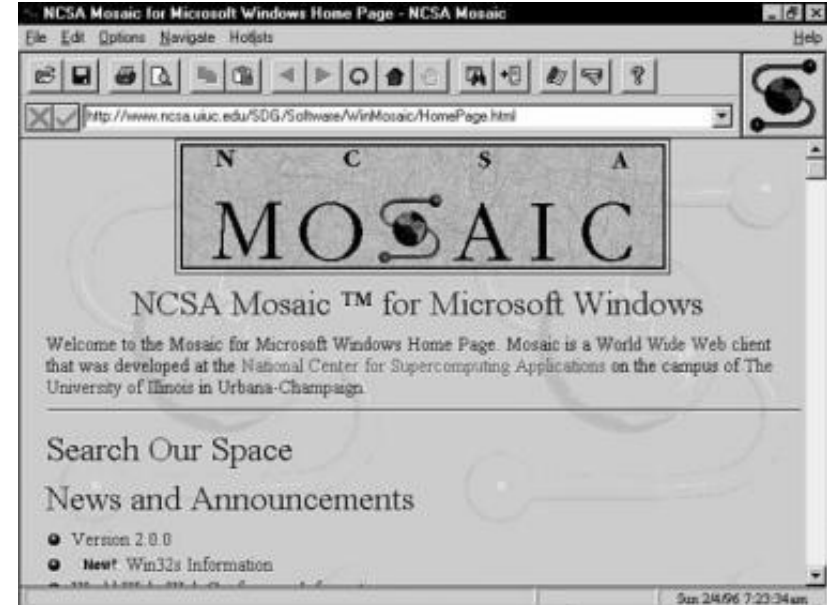 NCSA Mosaic for Microsoft Windows Home Page - NCSA Mosaic
File Edit Options Navigate Hotlists Help
http://www.ncsa.uiuc.edu/SDG/Software/WinMosaic/HomePage.html
N C S A
MOSAIC
NCSA Mosaic ™ for Microsoft Windows
Welcome to the Mosaic for Microsoft Windows Home Page. Mosaic is a World Wide Web client
that was developed at the National Center for Supercomputing Applications on the campus of The
University of Illinois in Urbana-Champaign.
Search Our Space
News and Announcements
Version 2.0.0
New! Win32s Information
Sun 2/4/96 7:23:34am